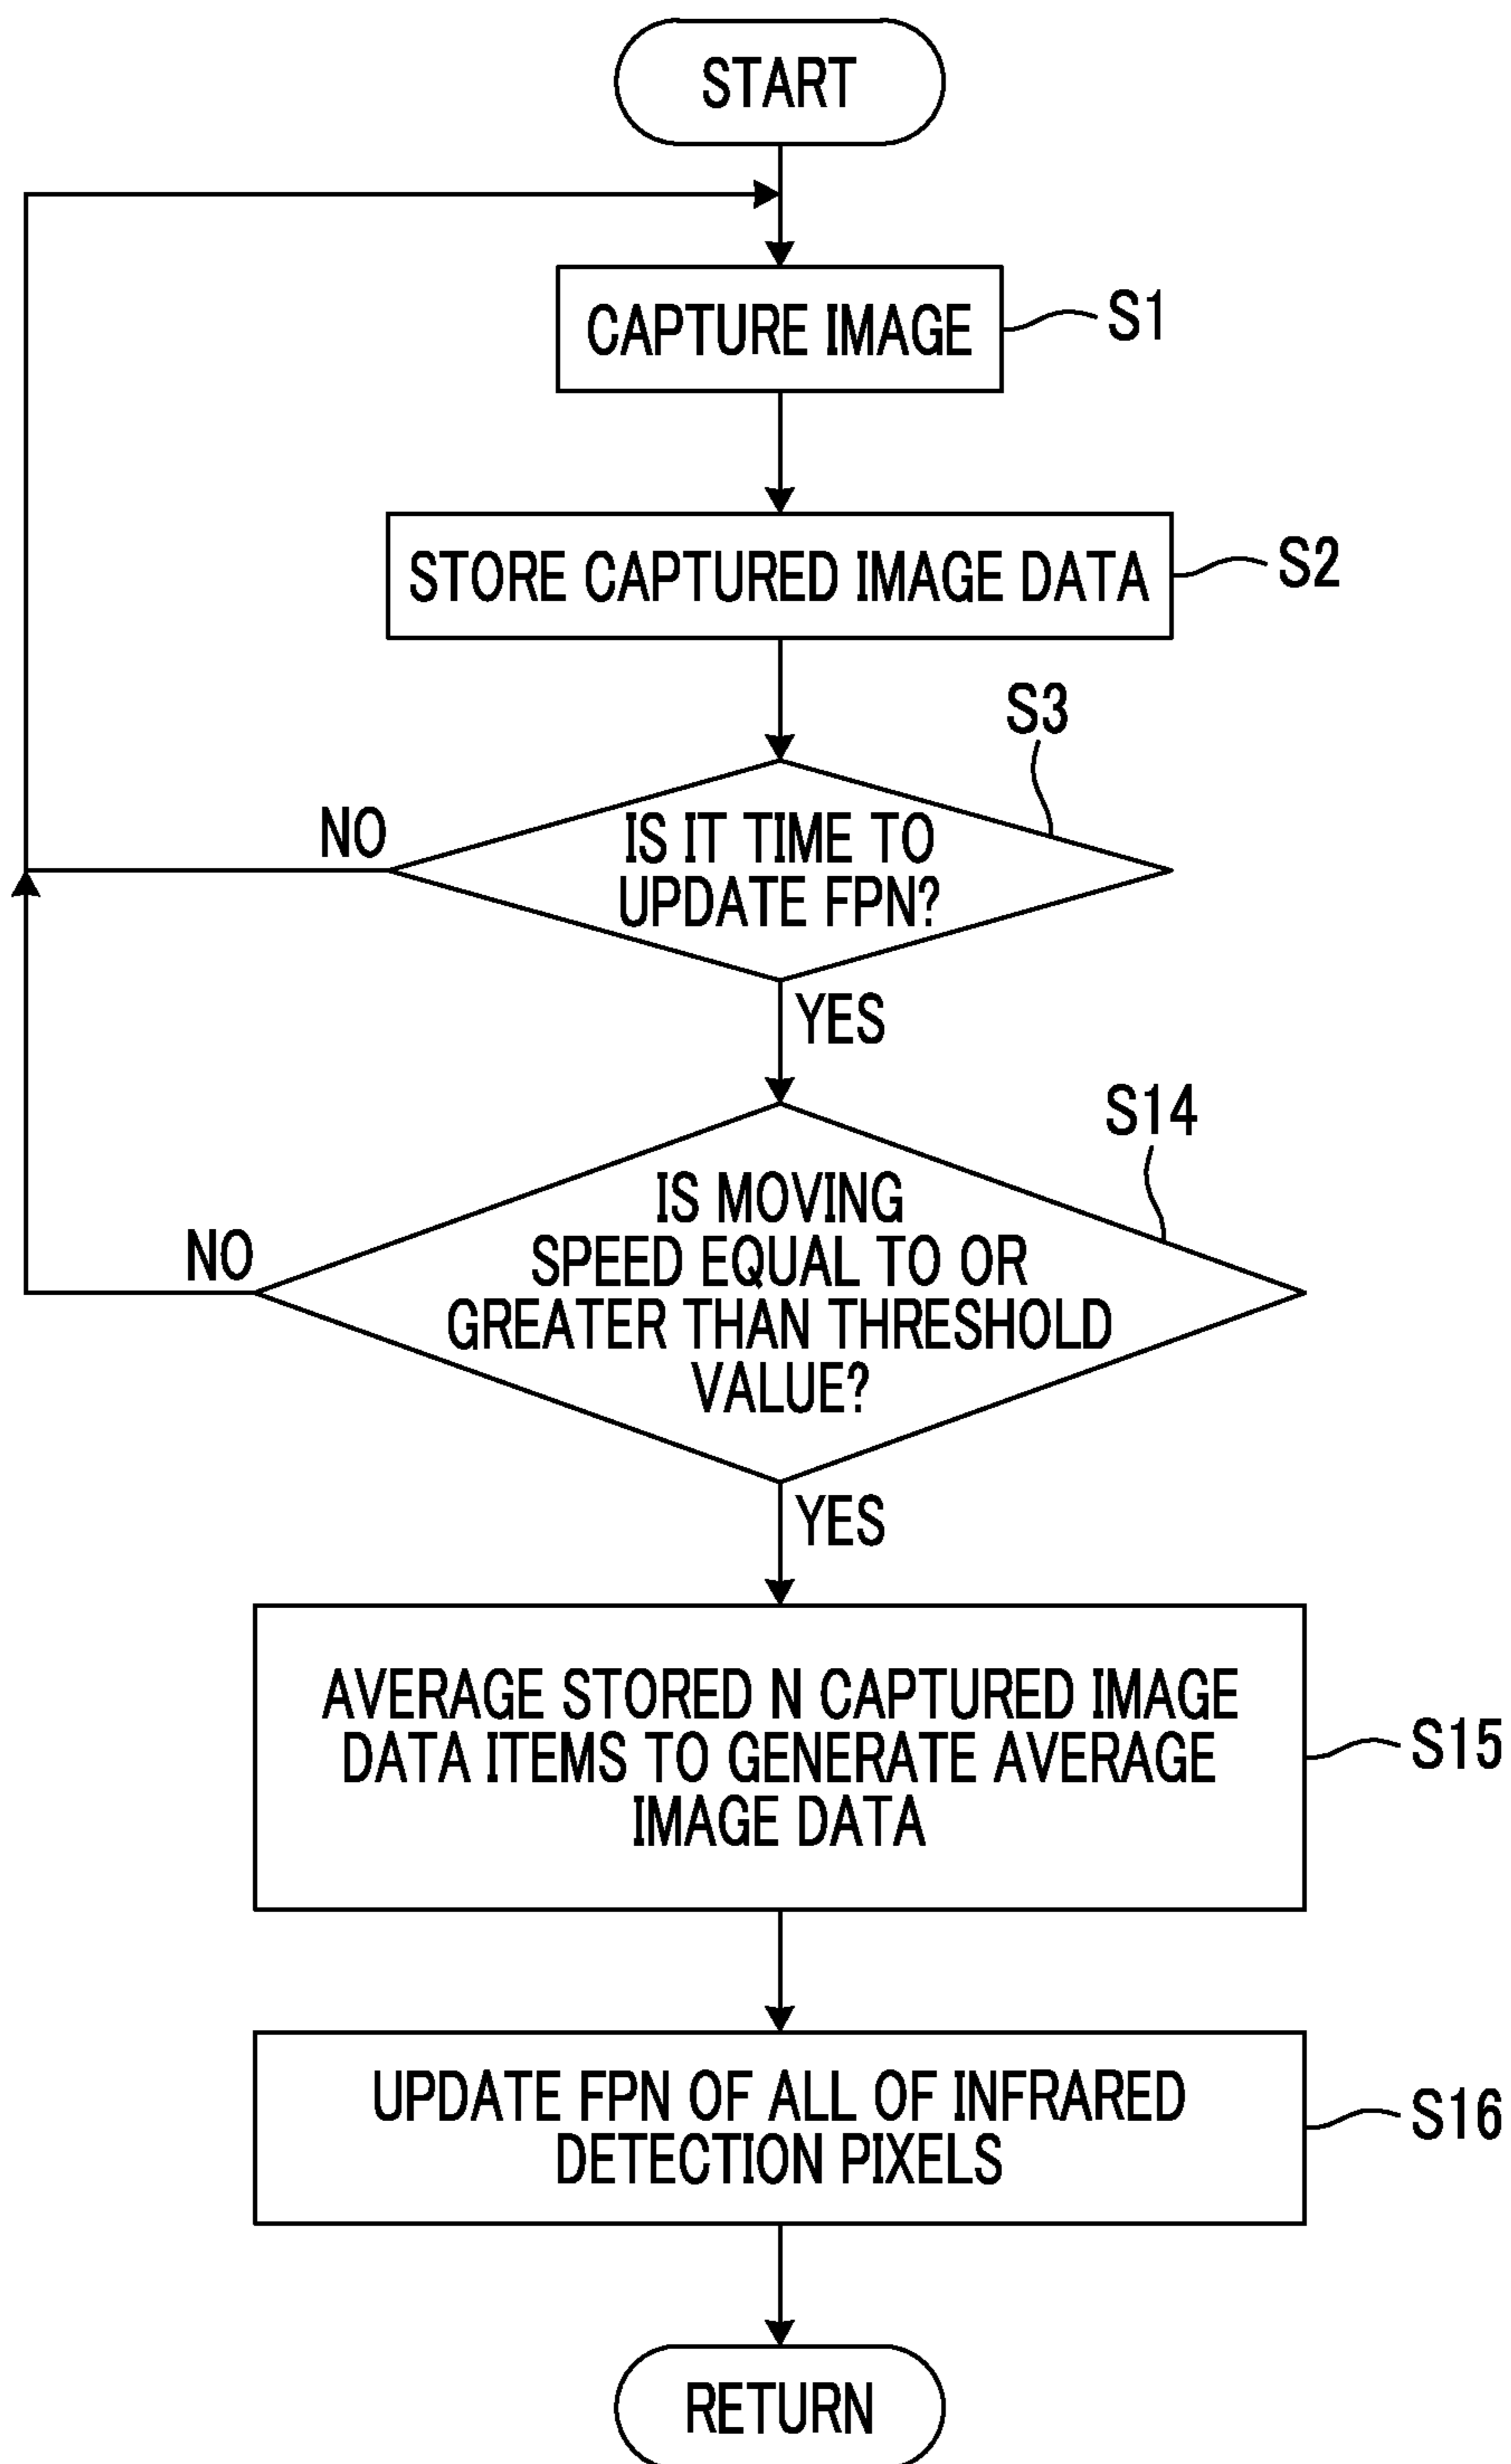 START
CAPTURE IMAGE
S1
STORE CAPTURED IMAGE DATA
S2
S3
NO
IS IT TIME TO
UPDATE FPN?
YES
S14
NO
IS MOVING
SPEED EQUAL TO OR
GREATER THAN THRESHOLD
VALUE?
YES
AVERAGE STORED N CAPTURED IMAGE
DATA ITEMS TO GENERATE AVERAGE
IMAGE DATA
S15
UPDATE FPN OF ALL OF INFRARED
DETECTION PIXELS
S16
RETURN